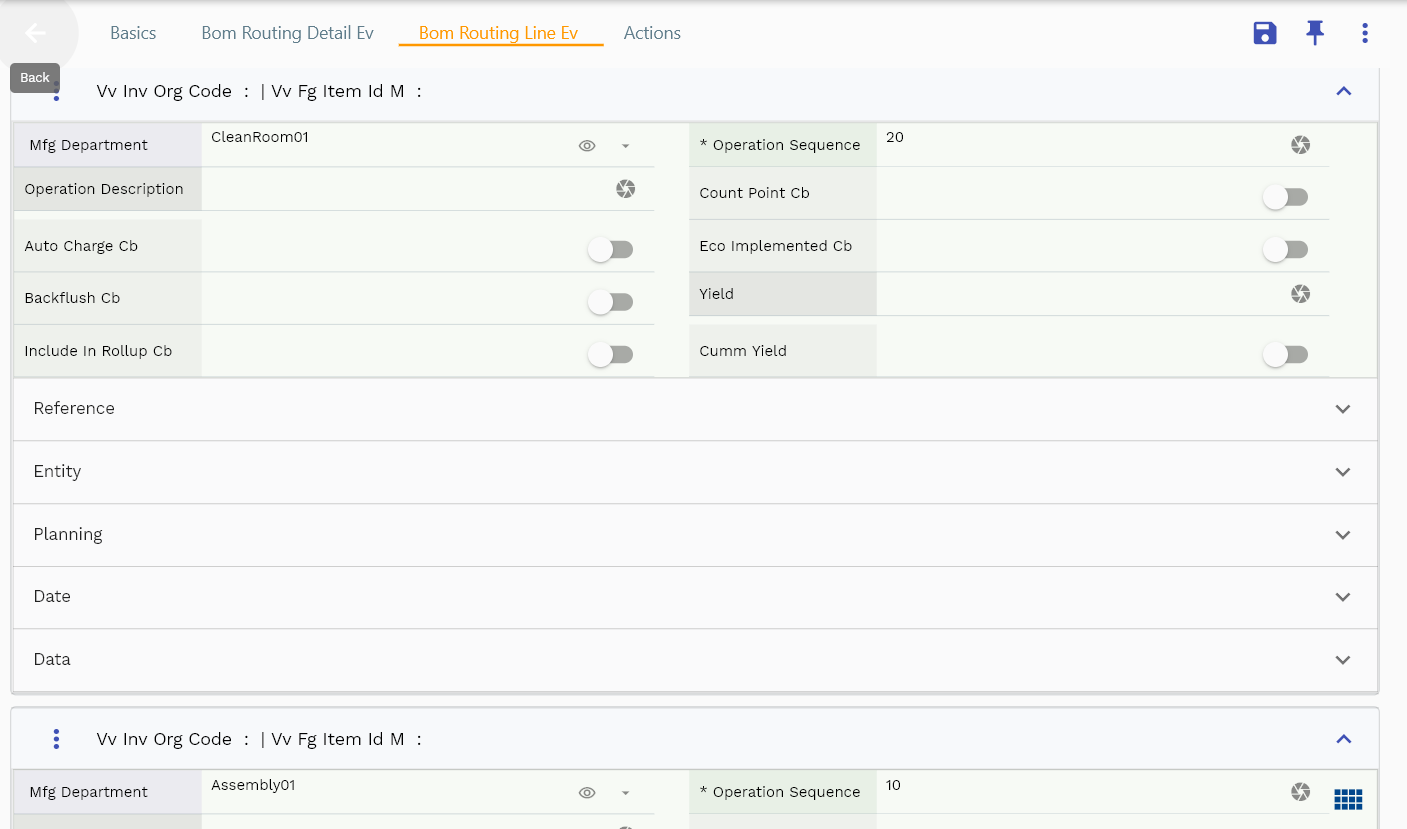 Basics Bom Routing Detail Ev Bom Routing Line Ev Actions
Back
Vv Inv Org Code : | Vv Fg Item Id M :
Mfg Department CleanRoom01 * Operation Sequence 20
Operation Description Count Point Cb
Auto Charge Cb Eco Implemented Cb
Backflush Cb Yield
Include In Rollup Cb Cumm Yield
Reference
Entity
Planning
Date
Data
Vv Inv Org Code : | Vv Fg Item Id M :
Mfg Department Assembly01 * Operation Sequence 10